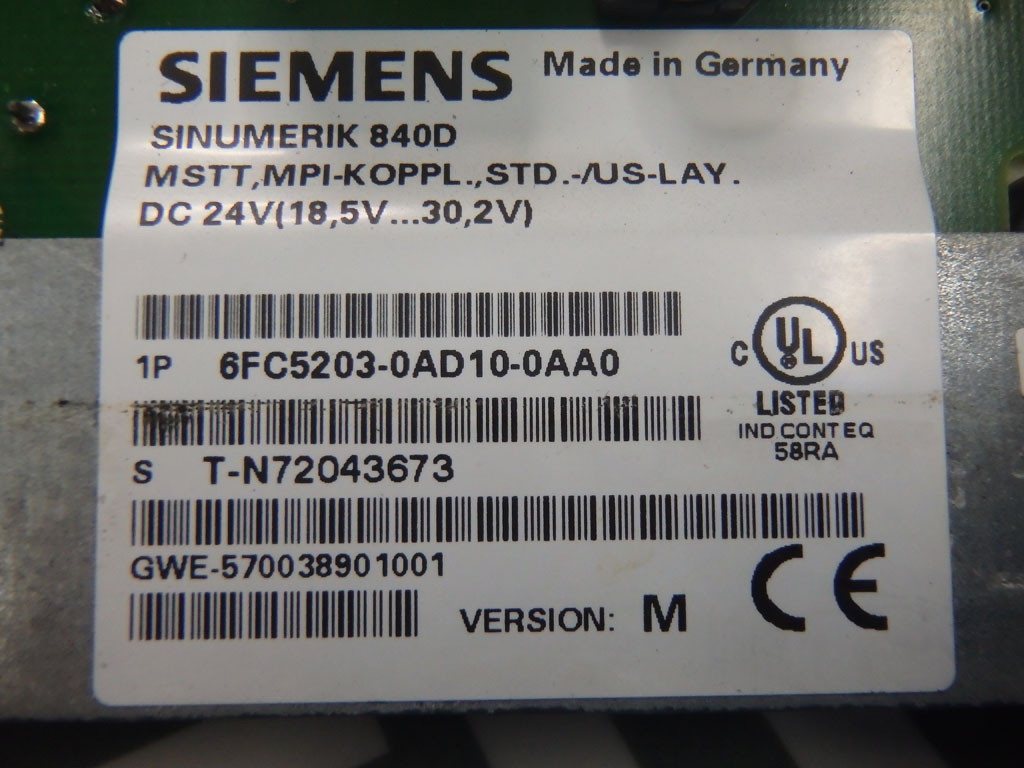 SIEMENS Made in Germany
SINUMERIK 840D
MSTT,MPI-KOPPL.,STD.-/US-LAY.
DC 24V(18,5V...30,2V)
1P 6FC5203-0AD10-0AA0
C UL US
LISTED
IND CONT EQ
58RA
S T-N72043673
GWE-570038901001
VERSION: M
CE